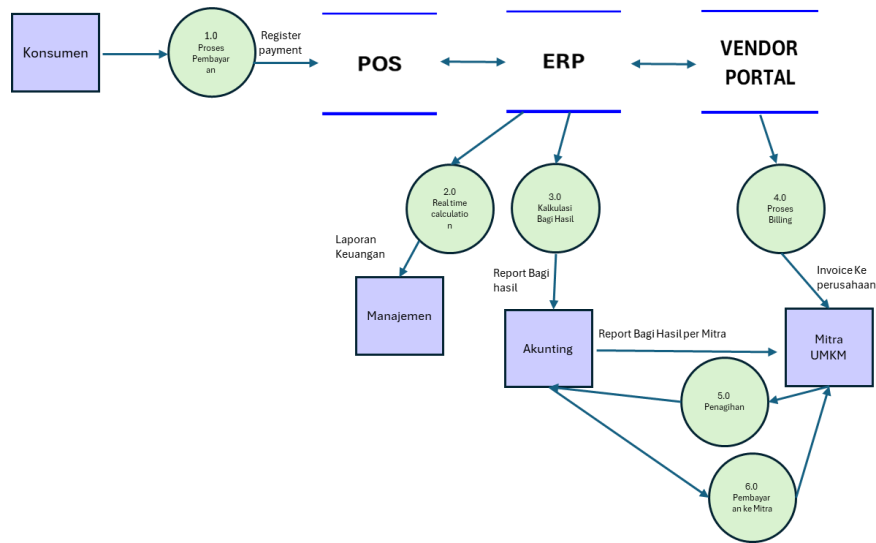 Konsumen
1.0
Proses
Pembayar
an
Register
payment
POS
ERP
VENDOR
PORTAL
2.0
Real time
calculatio
n
3.0
Kalkulasi
Bagi Hasil
4.0
Proses
Billing
Laporan
Keuangan
Report Bagi
hasil
Invoice Ke
perusahaan
Manajemen
Akunting
Report Bagi Hasil per Mitra
Mitra
UMKM
5.0
Penagihan
6.0
Pembayar
an ke Mitra